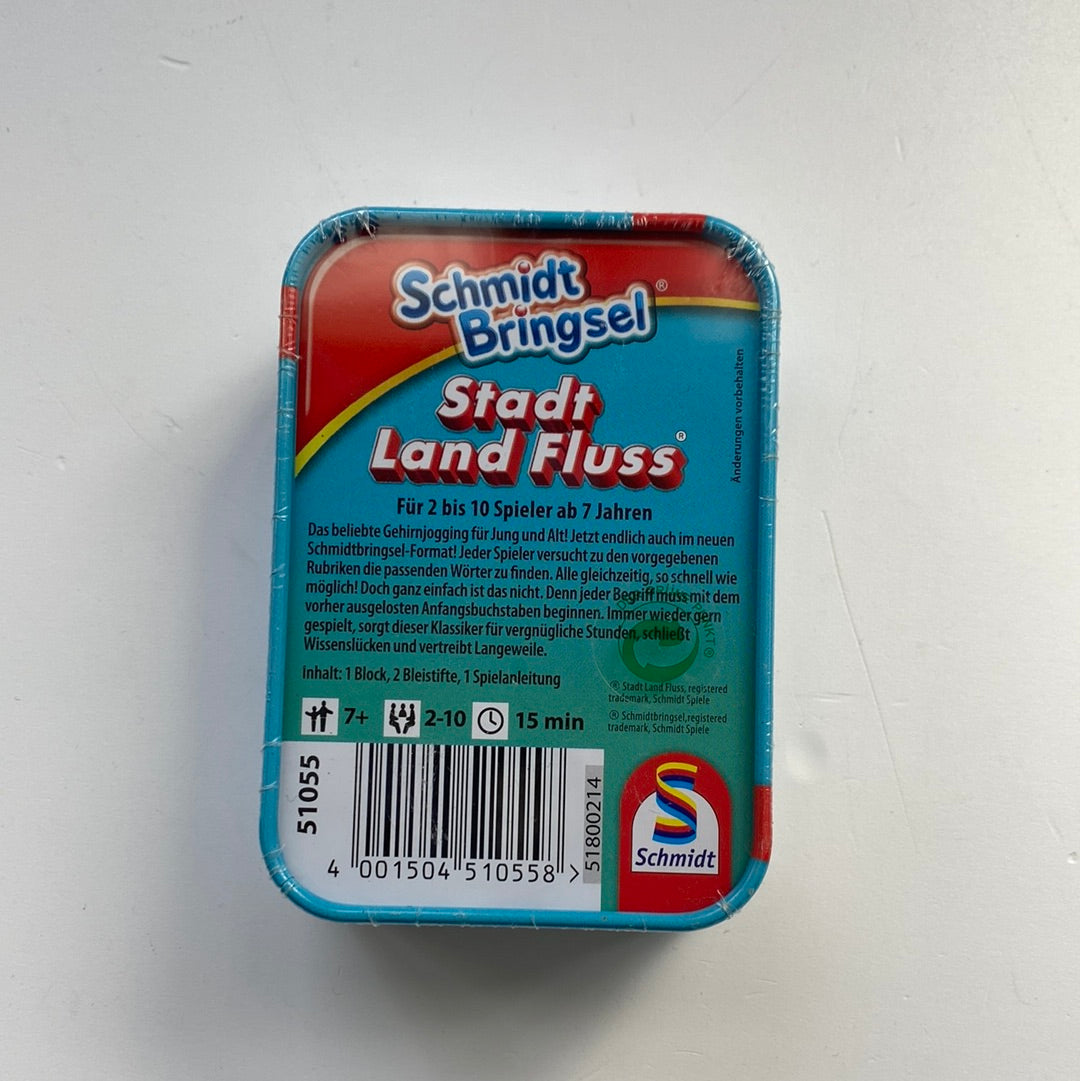 Schmidt
Bringsel®
Stadt
Land Fluss®
Änderungen vorbehalten
Für 2 bis 10 Spieler ab 7 Jahren
Das beliebte Gehirnjogging für Jung und Alt! Jetzt endlich auch im neuen
Schmidtbringsel-Format! Jeder Spieler versucht zu den vorgegebenen
Rubriken die passenden Wörter zu finden. Alle gleichzeitig, so schnell wie
möglich! Doch ganz einfach ist das nicht. Denn jeder Begriff muss mit dem
vorher ausgelosten Anfangsbuchstaben beginnen. Immer wieder gern
gespielt, sorgt dieser Klassiker für vergnügliche Stunden, schließt
Wissenslücken und vertreibt Langeweile.
DER GRÜNE PUNKT®
Inhalt: 1 Block, 2 Bleistifte, 1 Spielanleitung
® Stadt Land Fluss, registered
trademark, Schmidt Spiele
® Schmidtbringsel,registered
trademark, Schmidt Spiele
7+ 2-10 15 min
51055
4 001504 510558 >
51800214
Schmidt